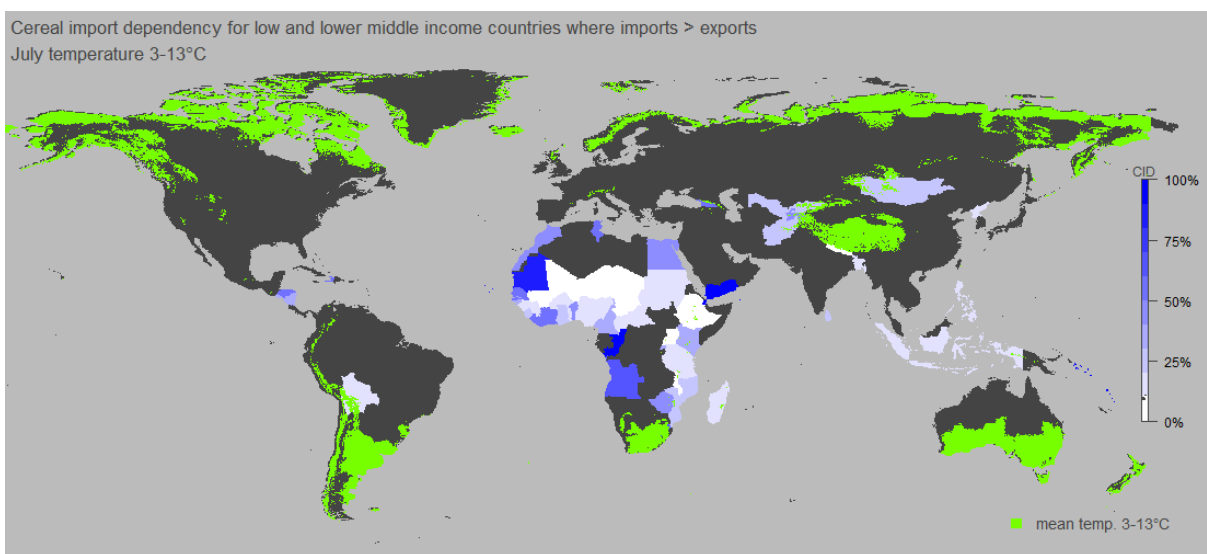 Cereal import dependency for low and lower middle income countries where imports > exports
July temperature 3-13°C
CID
100%
75%
50%
25%
0%
mean temp. 3-13°C